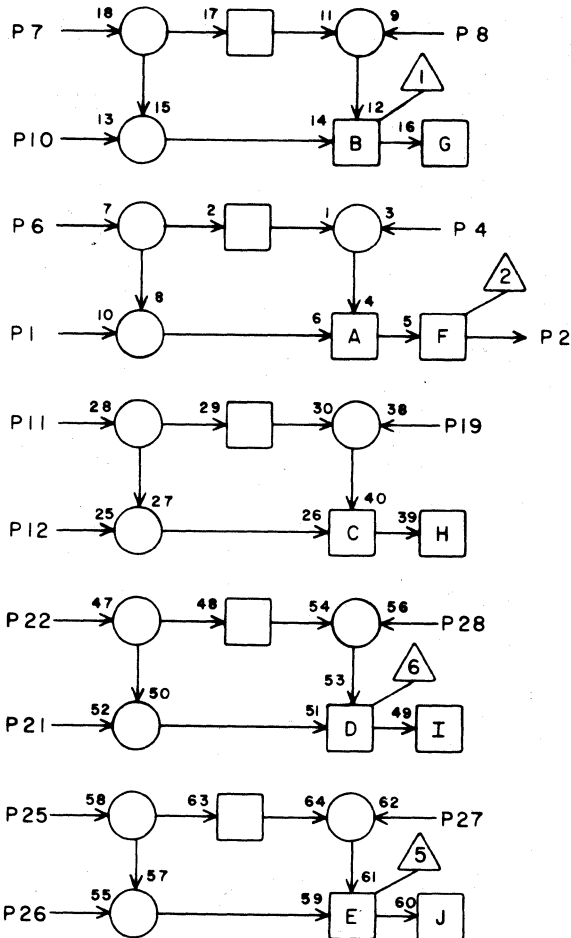 P7 18 17 11 9 P8
1
15 12
P10 13 14 B 16 G
P6 7 2 1 3 P4
2
8 4
P1 10 6 A 5 F P2
P11 28 29 30 38 P19
27 40
P12 25 26 C 39 H
P22 47 48 54 56 P28
6
50 53
P21 52 51 D 49 I
P25 58 63 64 62 P27
5
57 61
P26 55 59 E 60 J